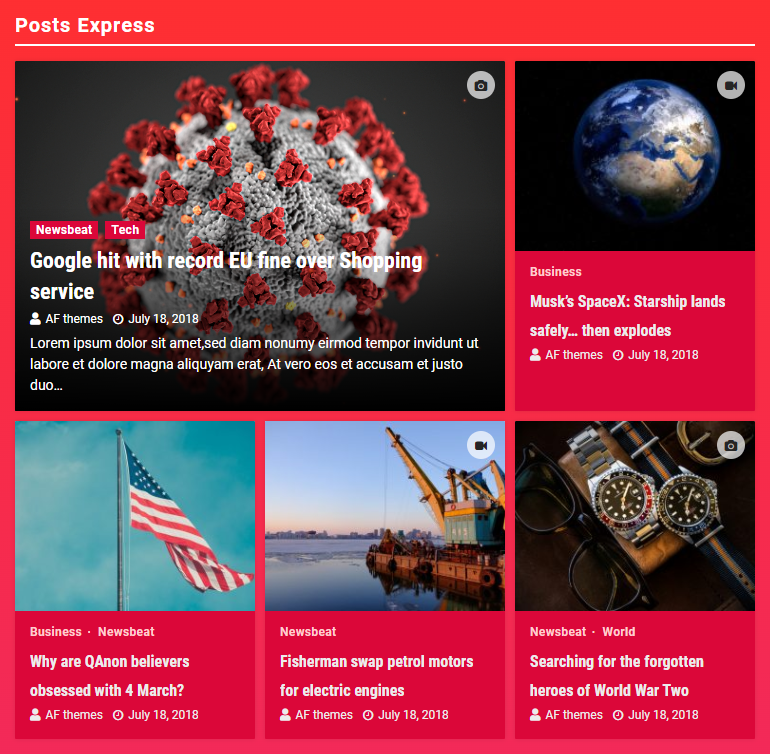 Posts Express
Newsbeat Tech
Google hit with record EU fine over Shopping
service
AF themes July 18, 2018
Lorem ipsum dolor sit amet,sed diam nonumy eirmod tempor invidunt ut
labore et dolore magna aliquyam erat, At vero eos et accusam et justo
duo...
Business
Musk's SpaceX: Starship lands
safely... then explodes
AF themes July 18, 2018
Business · Newsbeat
Why are QAnon believers
obsessed with 4 March?
AF themes July 18, 2018
Newsbeat
Fisherman swap petrol motors
for electric engines
AF themes July 18, 2018
Newsbeat · World
Searching for the forgotten
heroes of World War Two
AF themes July 18, 2018